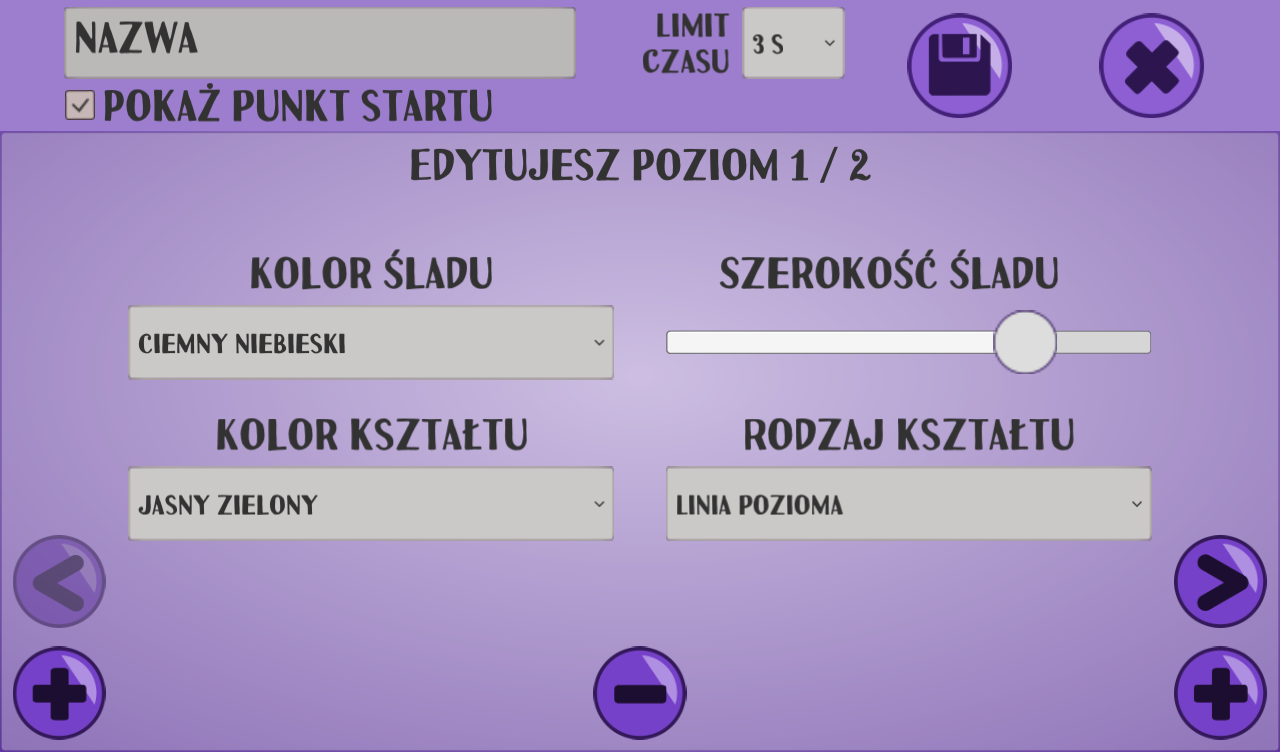 NAZWA
LIMIT
CZASU
3 S
POKAŻ PUNKT STARTU
EDYTUJESZ POZIOM 1 / 2
KOLOR ŚLADU
SZEROKOŚĆ ŚLADU
CIEMNY NIEBIESKI
KOLOR KSZTAŁTU
RODZAJ KSZTAŁTU
JASNY ZIELONY
LINIA POZIOMA